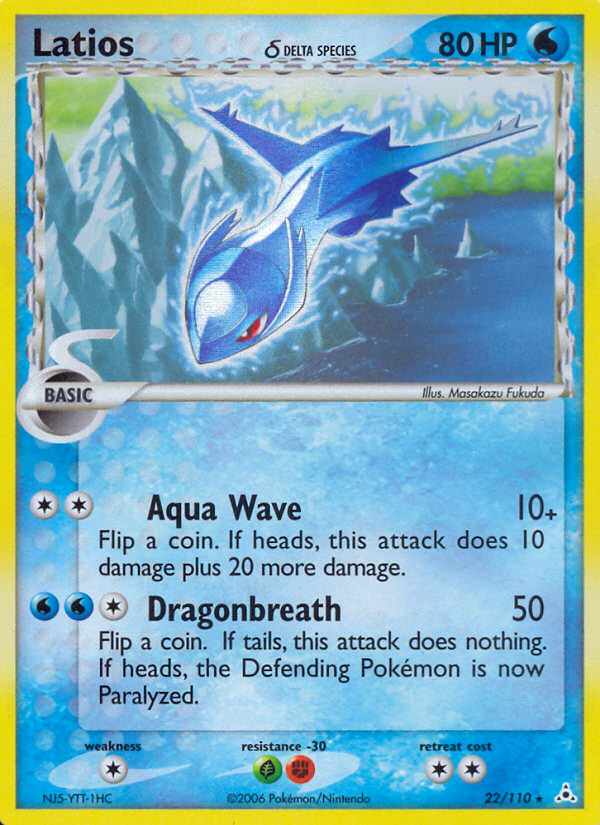 Latios δ DELTA SPECIES 80 HP
δ
BASIC
Illus. Masakazu Fukuda
Aqua Wave 10+
Flip a coin. If heads, this attack does 10
damage plus 20 more damage.
Dragonbreath 50
Flip a coin. If tails, this attack does nothing.
If heads, the Defending Pokémon is now
Paralyzed.
weakness resistance -30 retreat cost
NJ5-YTT-1HC ©2006 Pokémon/Nintendo 22/110 ★